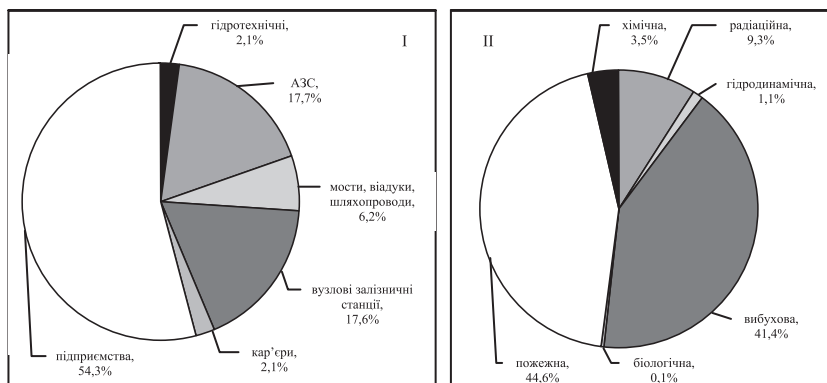 I
гідротехнічні,
2,1%
АЗС,
17,7%
мости, віадуки,
шляхопроводи,
6,2%
вузлові залізничні
станції,
17,6%
кар’єри,
2,1%
підприємства,
54,3%
II
хімічна,
3,5%
радіаційна,
9,3%
гідродинамічна,
1,1%
вибухова,
41,4%
біологічна,
0,1%
пожежна,
44,6%